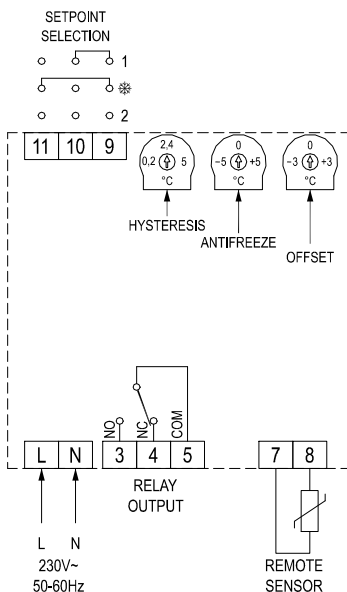 SETPOINT
SELECTION
1
❄
2
11 10 9
2,4
0,2 5
°C
0
-5 +5
°C
0
-3 +3
°C
HYSTERESIS
ANTIFREEZE
OFFSET
NO NC COM
L N 3 4 5 7 8
RELAY
OUTPUT
L N
230V~
50-60Hz
REMOTE
SENSOR